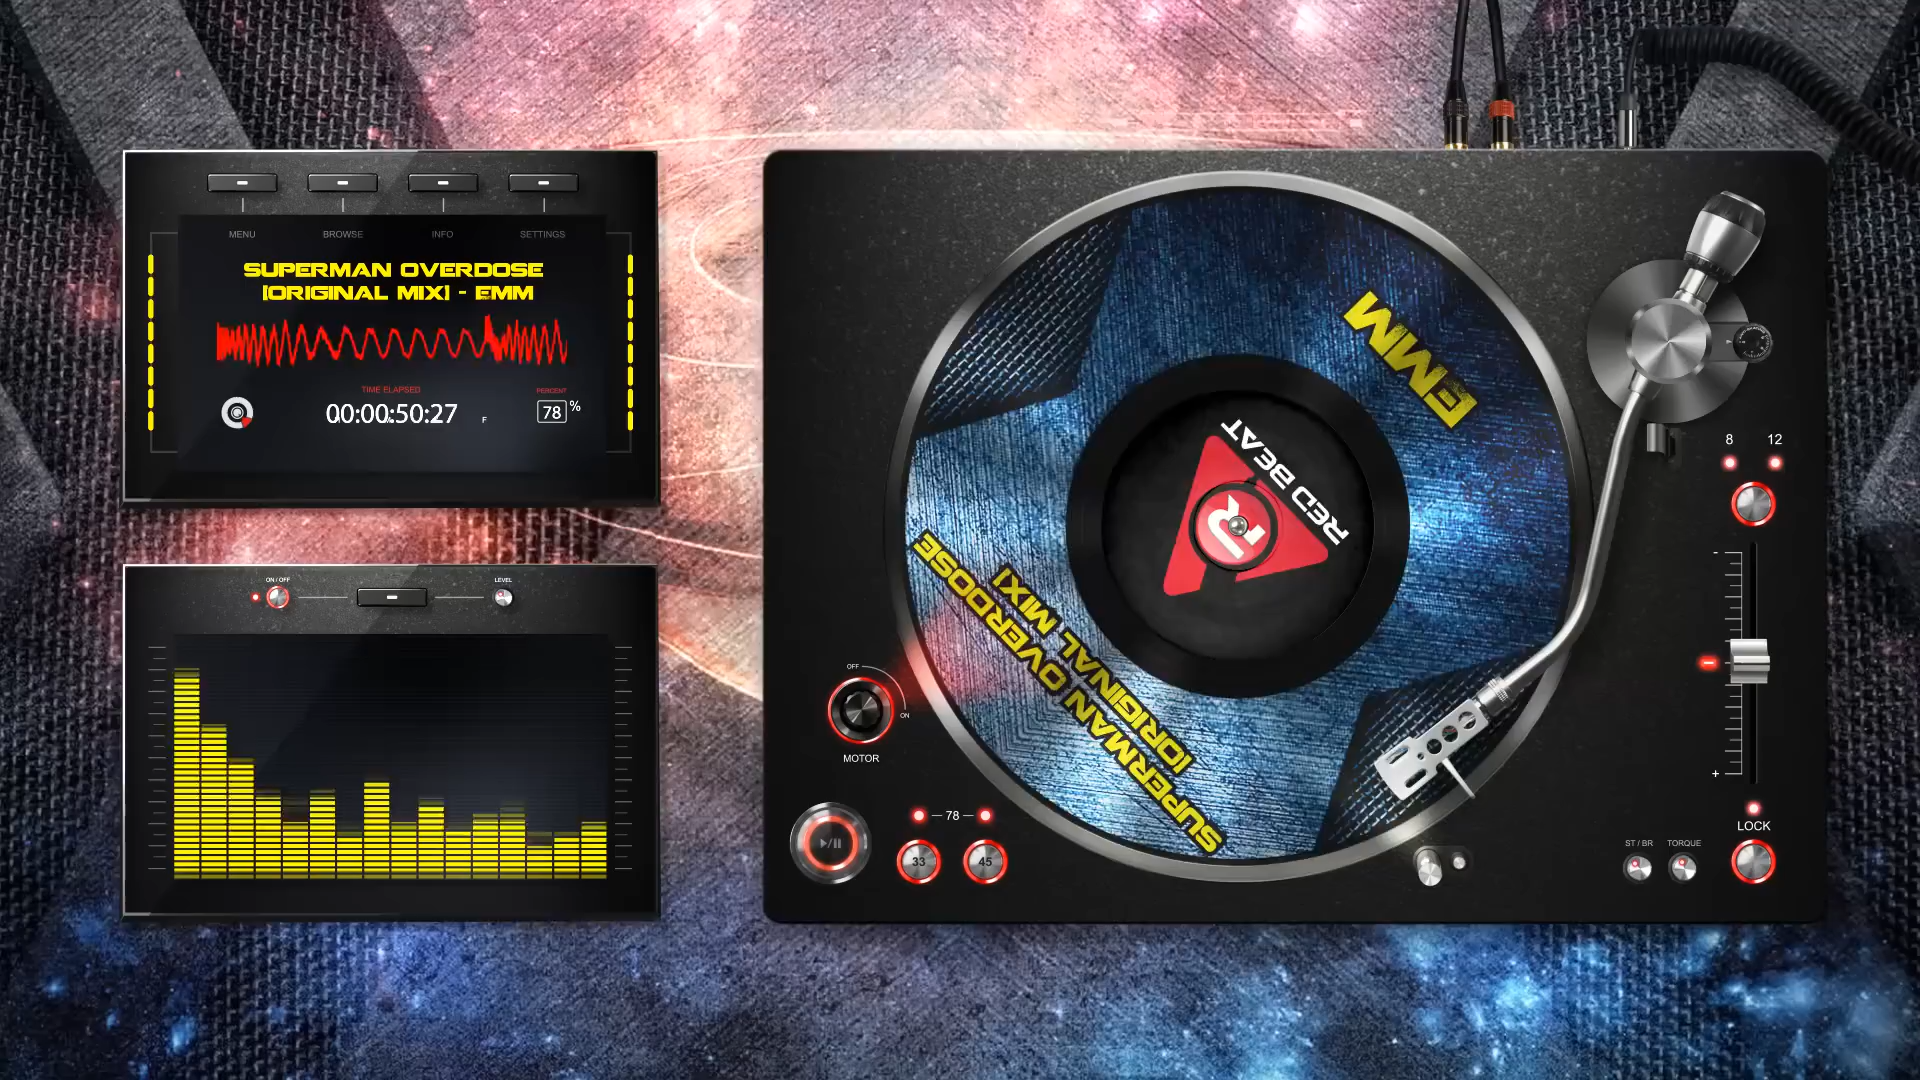 MENU BROWSE INFO SETTINGS
SUPERMAN OVERDOSE
[ORIGINAL MIX] - EMM
TIME ELAPSED
PERCENT
00:00:50:27
F
78 %
ON / OFF
LEVEL
EMM
RED BEAT
R
SUPERMAN OVERDOSE
[ORIGINAL MIX]
8 12
-
+
OFF
ON
MOTOR
78
33 45
LOCK
ST / BR TORQUE